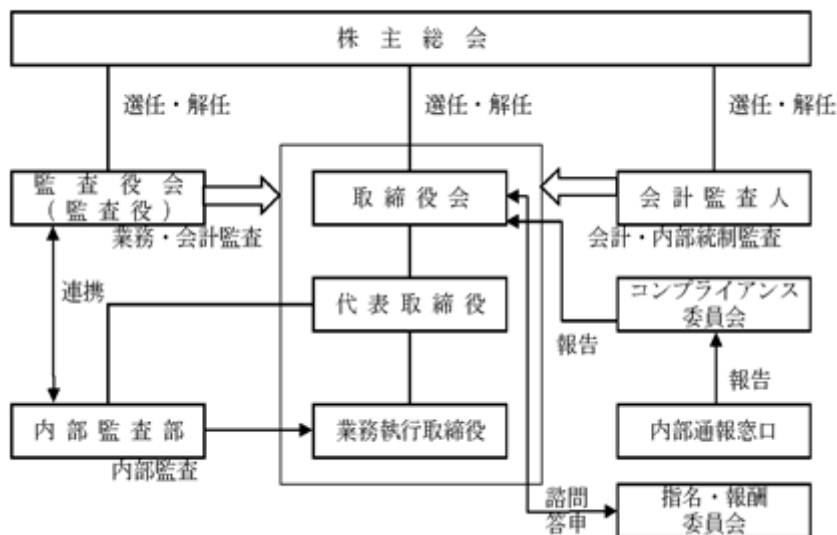 株主総会
選任・解任
選任・解任
選任・解任
監査役会
(監査役)
取締役会
会計監査人
業務・会計監査
会計・内部統制監査
連携
代表取締役
コンプライアンス
委員会
報告
報告
内部監査部
業務執行取締役
内部通報窓口
内部監査
諮問
答申
指名・報酬
委員会